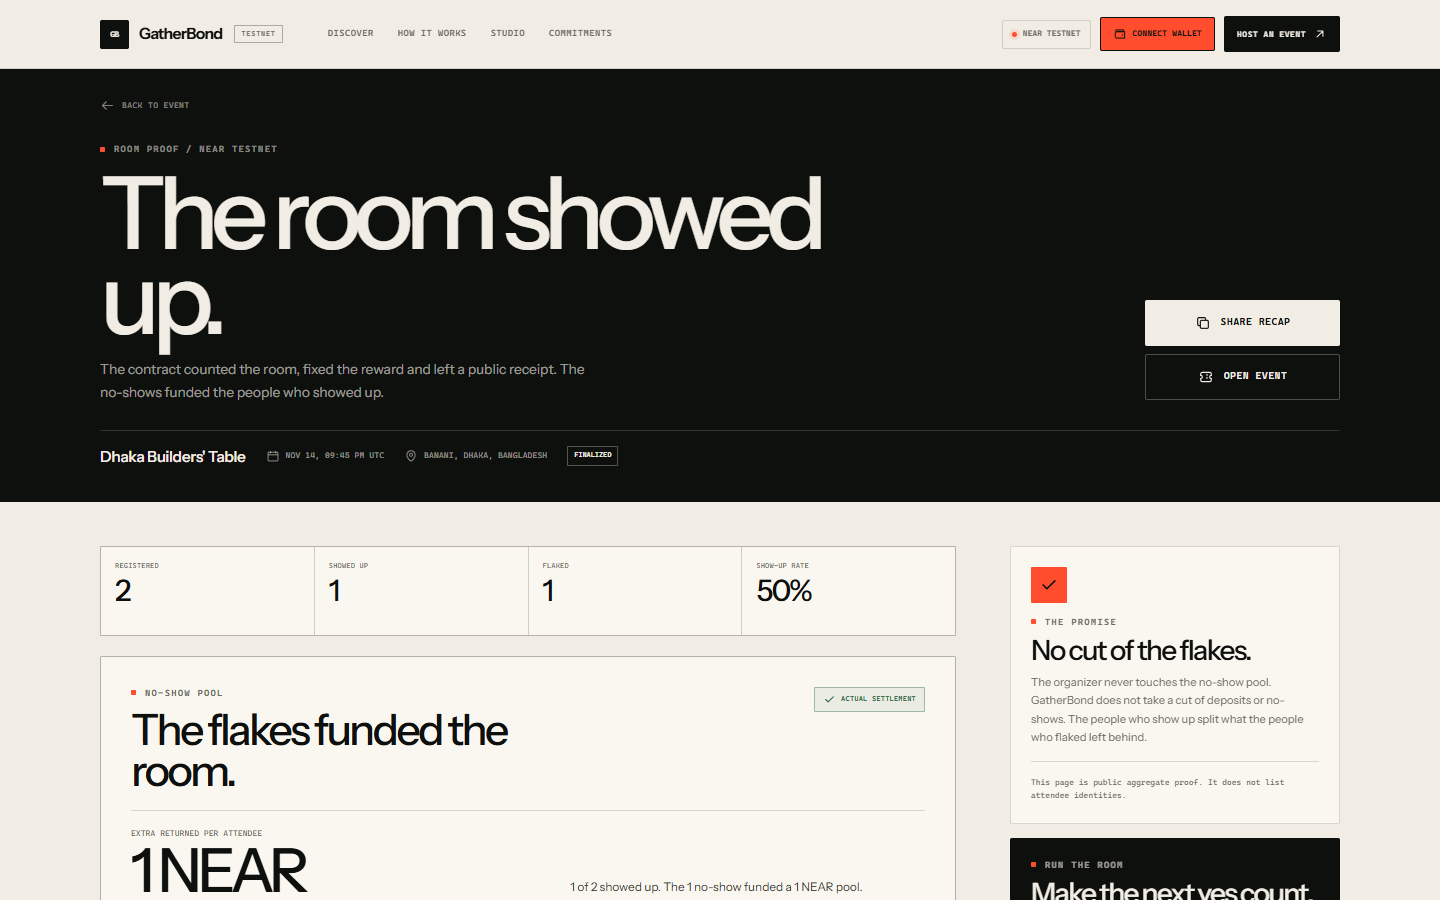 GB GatherBond TESTNET DISCOVER HOW IT WORKS STUDIO COMMITMENTS NEAR TESTNET CONNECT WALLET HOST AN EVENT
BACK TO EVENT
ROOM PROOF / NEAR TESTNET
The room showed
up.
The contract counted the room, fixed the reward and left a public receipt. The
no-shows funded the people who showed up.
SHARE RECAP
OPEN EVENT
Dhaka Builders' Table NOV 14, 09:45 PM UTC BANANI, DHAKA, BANGLADESH FINALIZED
REGISTERED
2
SHOWED UP
1
FLAKED
1
SHOW-UP RATE
50%
NO-SHOW POOL
ACTUAL SETTLEMENT
The flakes funded the
room.
EXTRA RETURNED PER ATTENDEE
1 NEAR
1 of 2 showed up. The 1 no-show funded a 1 NEAR pool.
THE PROMISE
No cut of the flakes.
The organizer never touches the no-show pool.
GatherBond does not take a cut of deposits or no-
shows. The people who show up split what the people
who flaked left behind.
This page is public aggregate proof. It does not list
attendee identities.
RUN THE ROOM
Make the next yes count.